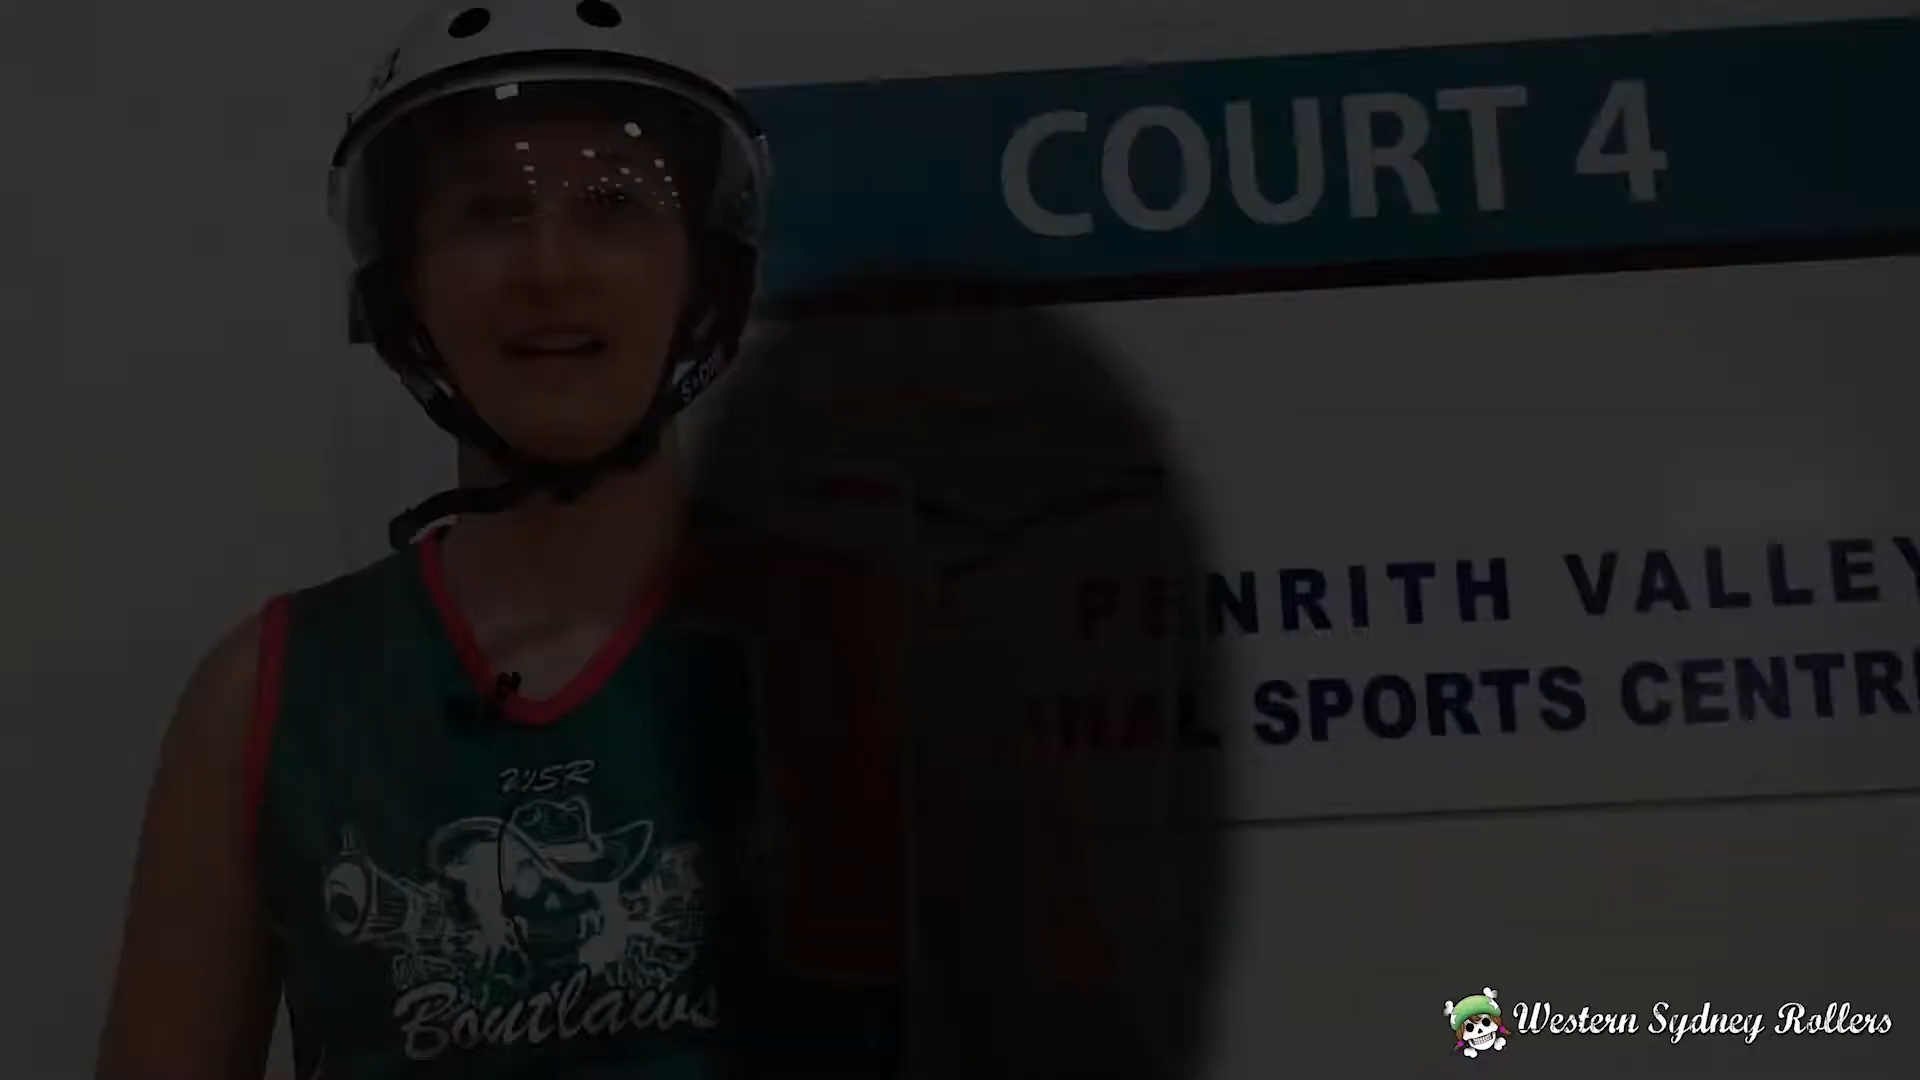 COURT 4
PENRITH VALLEY
SPORTS CENTR
WSR
Boutlaws
Western Sydney Rollers